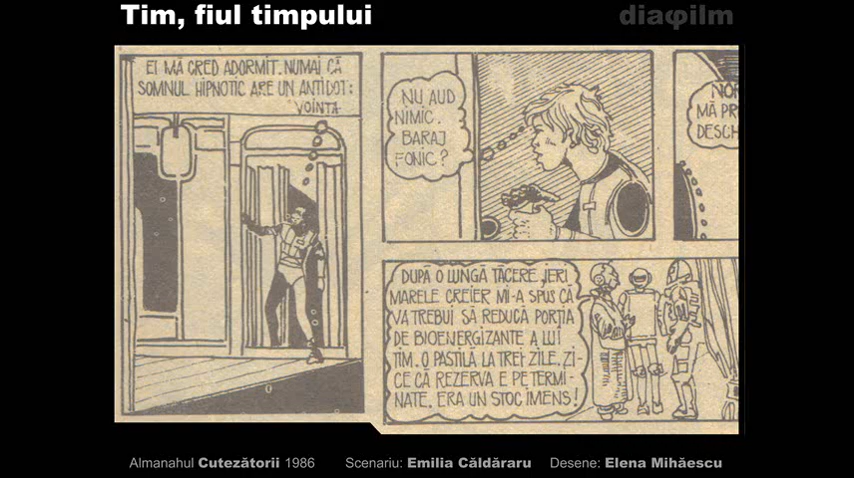 Tim, fiul timpului
diaφilm
EI MĂ CRED ADORMIT. NUMAI CĂ
SOMNUL HIPNOTIC ARE UN ANTIDOT:
VOINȚA
NU AUD
NIMIC.
BARAJ
FONIC?
MĂ PR
DESCH
DUPĂ O LUNGĂ TĂCERE, IERI
MARELE CREIER MI-A SPUS CĂ
VA TREBUI SĂ REDUCĂ PORȚIA
DE BIOENERGIZANTE A LUI
TIM. O PASTILĂ LA TREI ZILE. ZI-
CE CĂ REZERVA E PE TERMI-
NATE. ERA UN STOC IMENS!
Almanahul Cutezătorii 1986 Scenariu: Emilia Căldăraru Desene: Elena Mihăescu